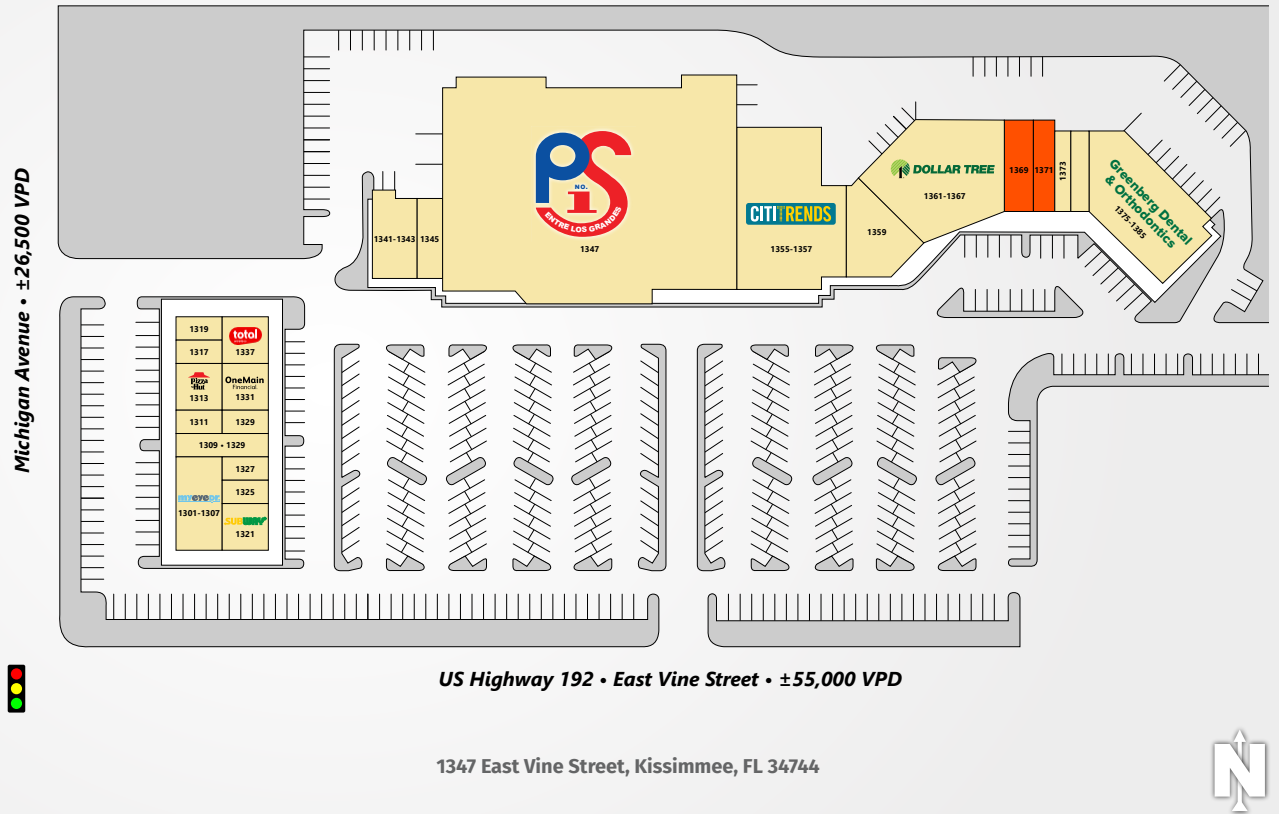 PS
NO.
1
ENTRE LOS GRANDES
1347
1341-1343
1345
CITITRENDS
1355-1357
1359
DOLLAR TREE
1361-1367
1369
1371
1373
Greenberg Dental
& Orthodontics
1375-1385
Michigan Avenue • ±26,500 VPD
1319
total
1337
1317
Pizza
Hut
1313
OneMain
Financial.
1331
1311
1329
1309 • 1329
1327
1325
myeyedr.
1301-1307
SUBWAY
1321
US Highway 192 • East Vine Street • ±55,000 VPD
1347 East Vine Street, Kissimmee, FL 34744
N